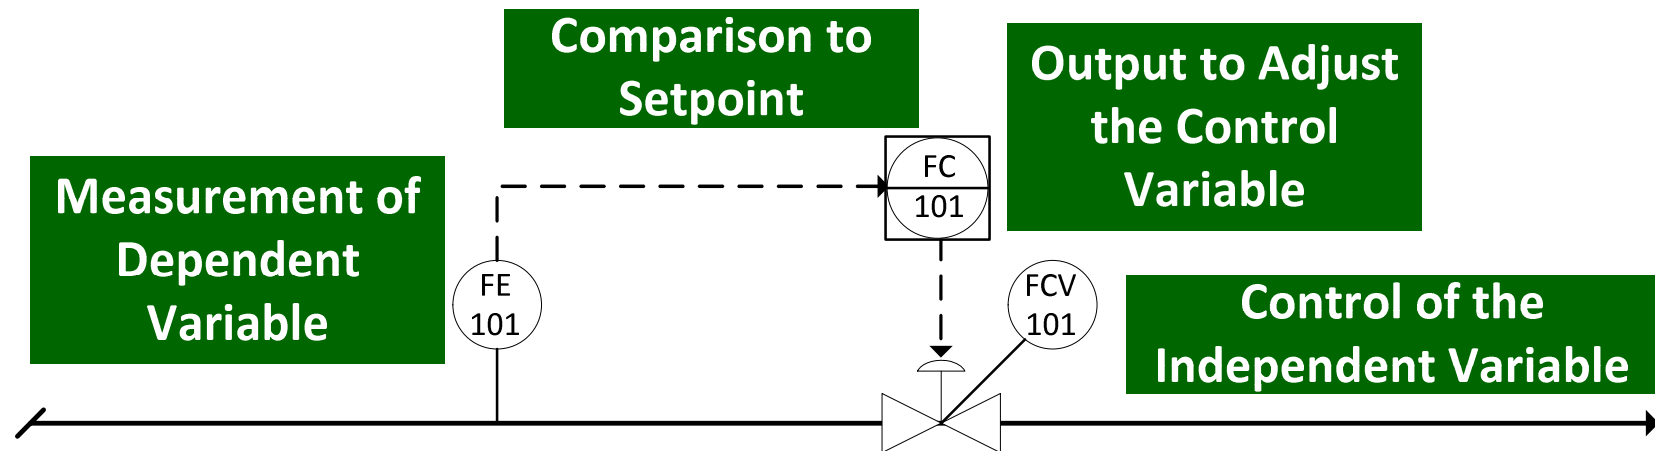 Comparison to
Setpoint
Output to Adjust
the Control
Variable
Measurement of
Dependent
Variable
FC
101
FE
101
FCV
101
Control of the
Independent Variable